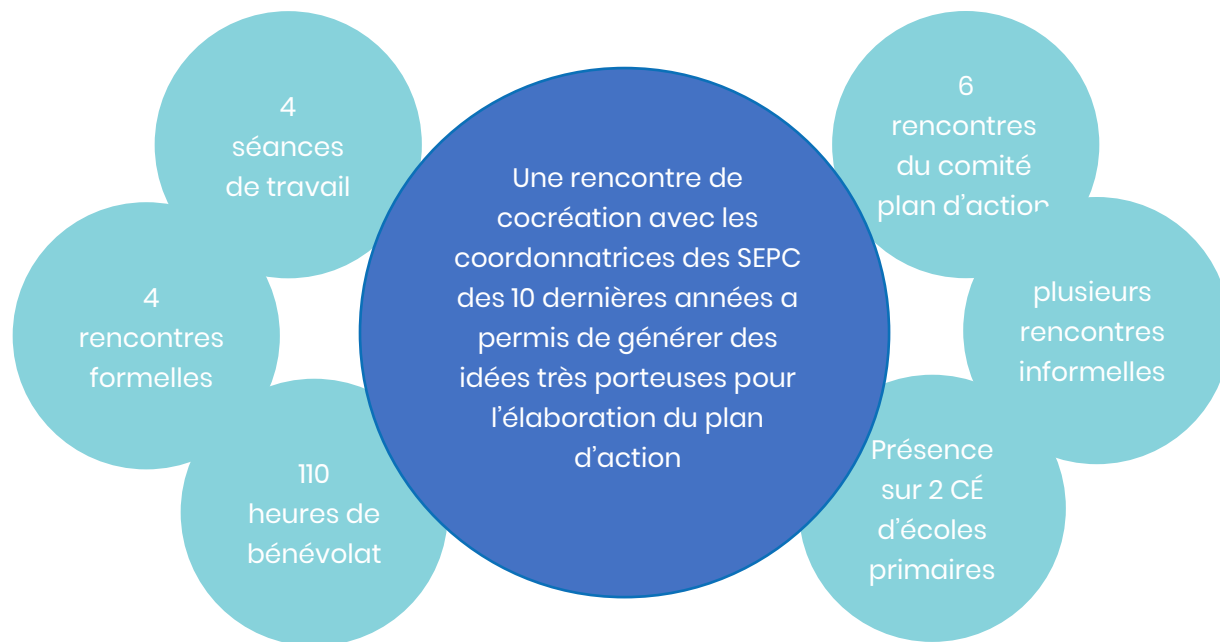 4
séances
de travail
4
rencontres
formelles
110
heures de
bénévolat
Une rencontre de
cocréation avec les
coordonnatrices des SEPC
des 10 dernières années a
permis de générer des
idées très porteuses pour
l'élaboration du plan
d'action
6
rencontres
du comité
plan d'action
plusieurs
rencontres
informelles
Présence
sur 2 CÉ
d'écoles
primaires